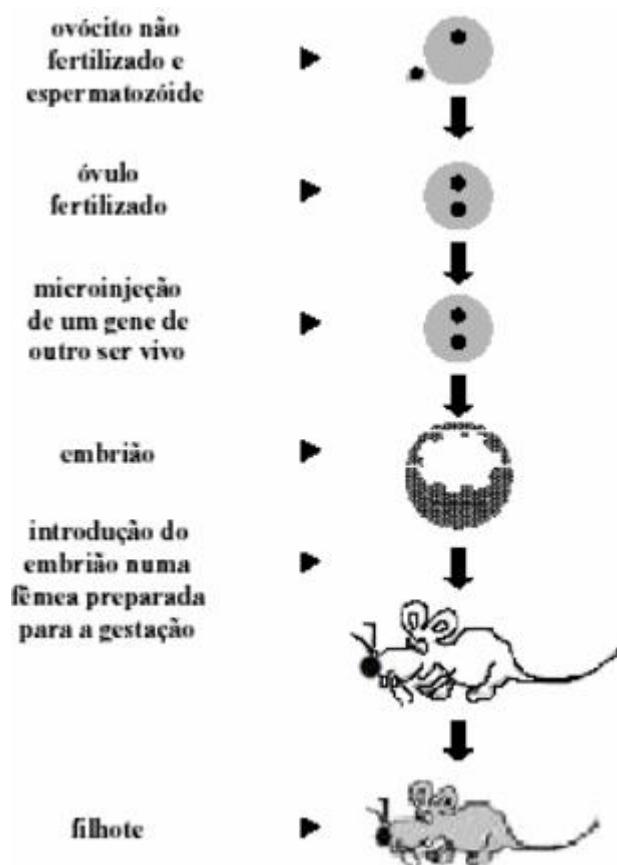 ovócito não
fertilizado e
espermatozóide
óvulo
fertilizado
microinjeção
de um gene de
outro ser vivo
embrião
introdução do
embrião numa
fêmea preparada
para a gestação
filhote